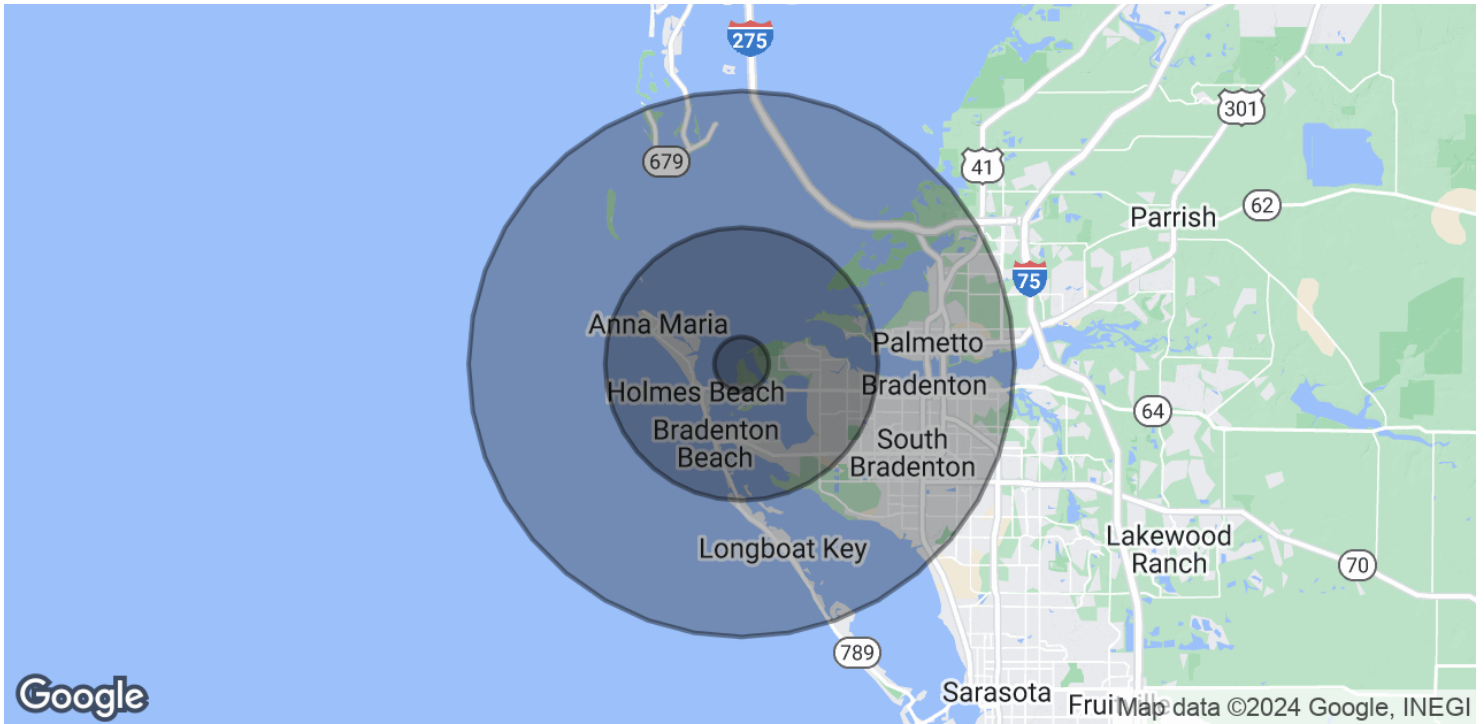 275
301
679
41
Parrish
62
75
Anna Maria
Palmetto
Holmes Beach
Bradenton
64
Bradenton
Beach
South
Bradenton
Longboat Key
Lakewood
Ranch
70
789
Sarasota
Google
Map data ©2024 Google, INEGI